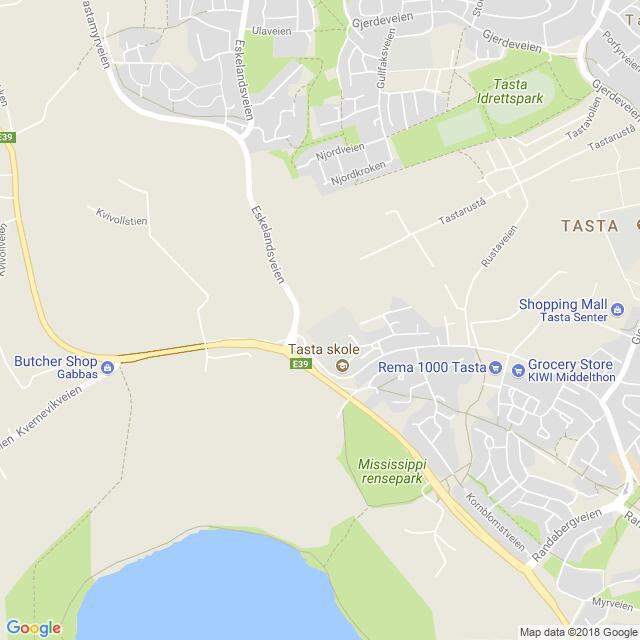 Ulaveien
Gjerdeveien
Gullfaksveien
Eskelandsveien
Gjerdeveien
Tasta
Idrettspark
Gjerdeveien
Tastavollen
Tastarustå
Njordveien
Njordkroken
E39
Kvivollstien
Kvivollveien
Eskelandsveien
Tastarustå
Rustaveien
TASTA
Shopping Mall
Tasta Senter
Tasta skole
E39
Butcher Shop
Gabbas
Rema 1000 Tasta
Grocery Store
KIWI Middelthon
Kvernevikveien
Mississippi
rensepark
Kornblomstveien
Randabergveien
Myrveien
Google
Map data ©2018 Google